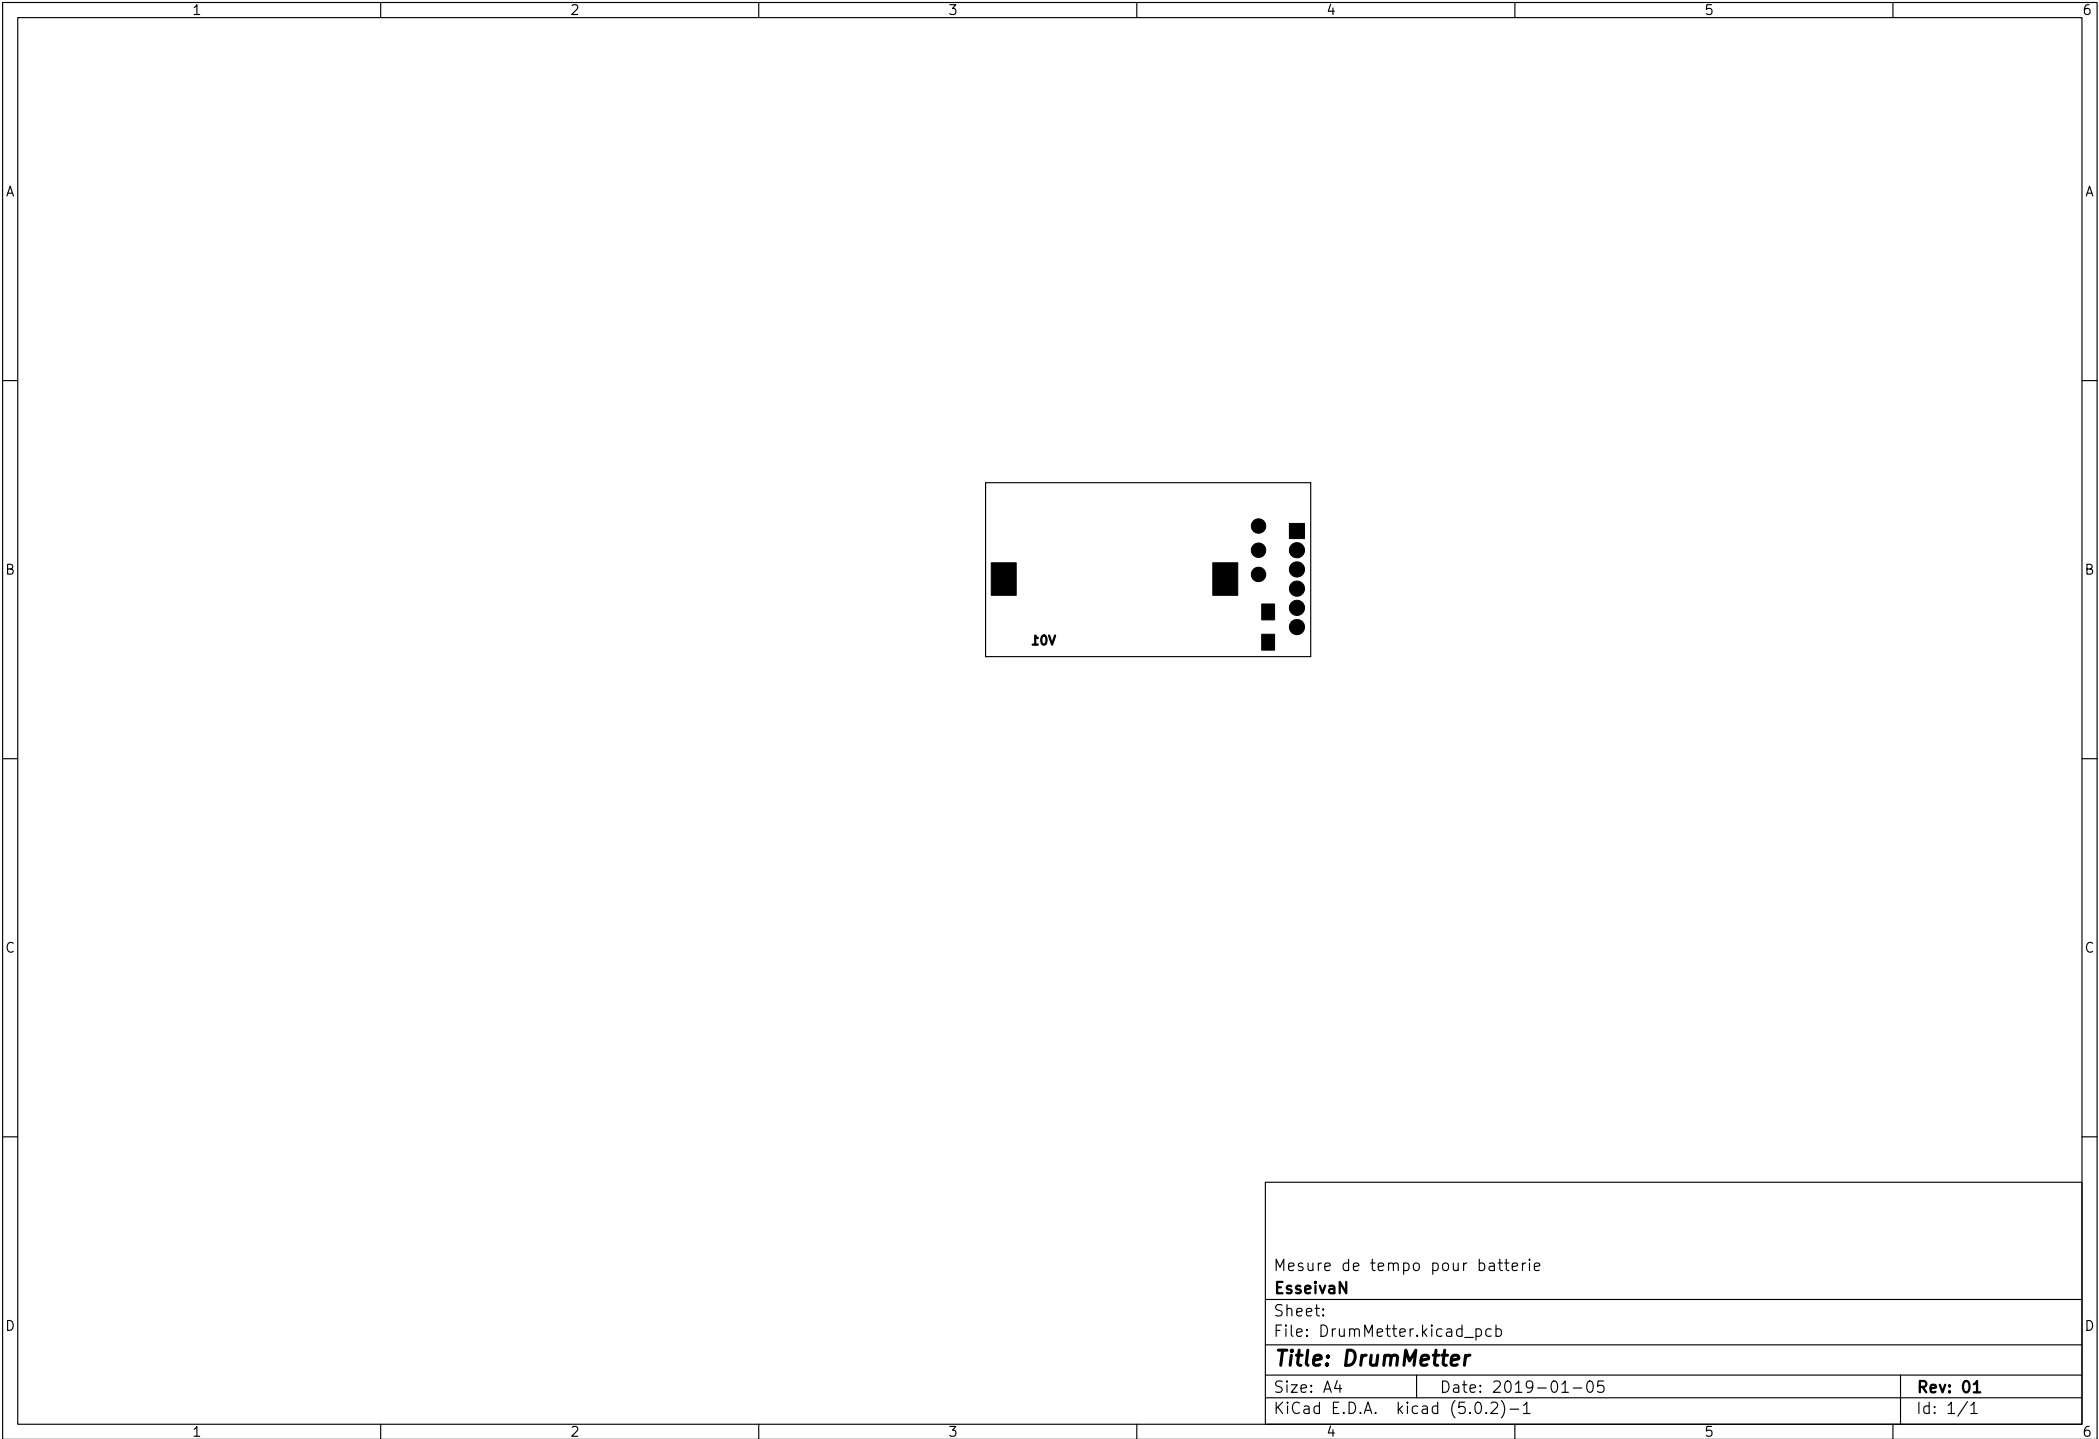 1 2 3 4 5 6
A A
B B
V01
C C
Mesure de tempo pour batterie
EsseivaN
Sheet:
File: DrumMetter.kicad_pcb
D D
Title: DrumMetter
Size: A4 Date: 2019-01-05 Rev: 01
KiCad E.D.A. kicad (5.0.2)-1 Id: 1/1
1 2 3 4 5 6